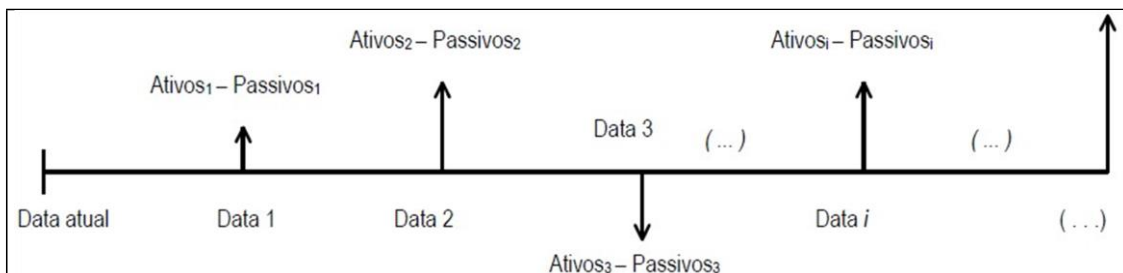 Ativos₂ – Passivos₂
Ativosᵢ – Passivosᵢ
Ativos₁ – Passivos₁
Data 3
( ... )
( ... )
Data atual
Data 1
Data 2
Data i
( . . .)
Ativos₃ – Passivos₃